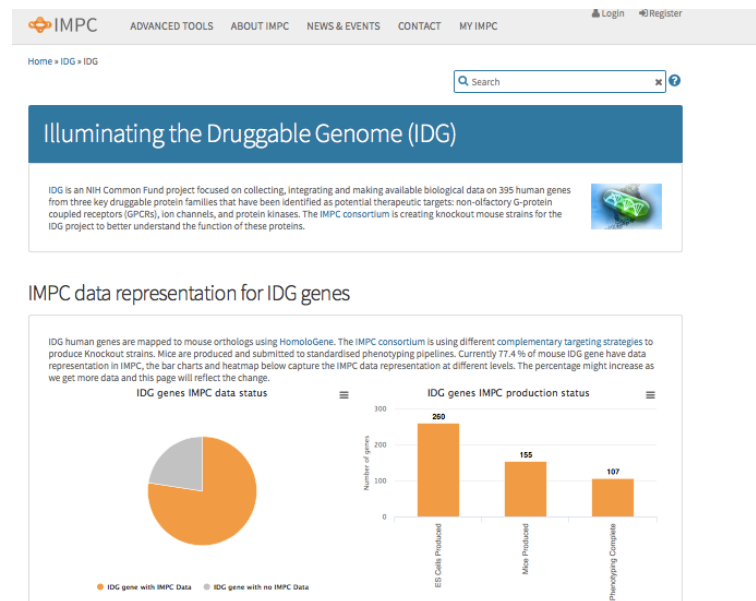 Login Register
IMPC ADVANCED TOOLS ABOUT IMPC NEWS & EVENTS CONTACT MY IMPC
Home » IDG » IDG
Search
Illuminating the Druggable Genome (IDG)
IDG is an NIH Common Fund project focused on collecting, integrating and making available biological data on 395 human genes
from three key druggable protein families that have been identified as potential therapeutic targets: non-olfactory G-protein
coupled receptors (GPCRs), ion channels, and protein kinases. The IMPC consortium is creating knockout mouse strains for the
IDG project to better understand the function of these proteins.
IMPC data representation for IDG genes
IDG human genes are mapped to mouse orthologs using HomoloGene. The IMPC consortium is using different complementary targeting strategies to
produce Knockout strains. Mice are produced and submitted to standardised phenotyping pipelines. Currently 77.4 % of mouse IDG gene have data
representation in IMPC, the bar charts and heatmap below capture the IMPC data representation at different levels. The percentage might increase as
we get more data and this page will reflect the change.
IDG genes IMPC data status
IDG gene with IMPC Data IDG gene with no IMPC Data
IDG genes IMPC production status
Number of genes
300
200
100
0
260
155
107
ES Cells Produced
Mice Produced
Phenotyping Complete